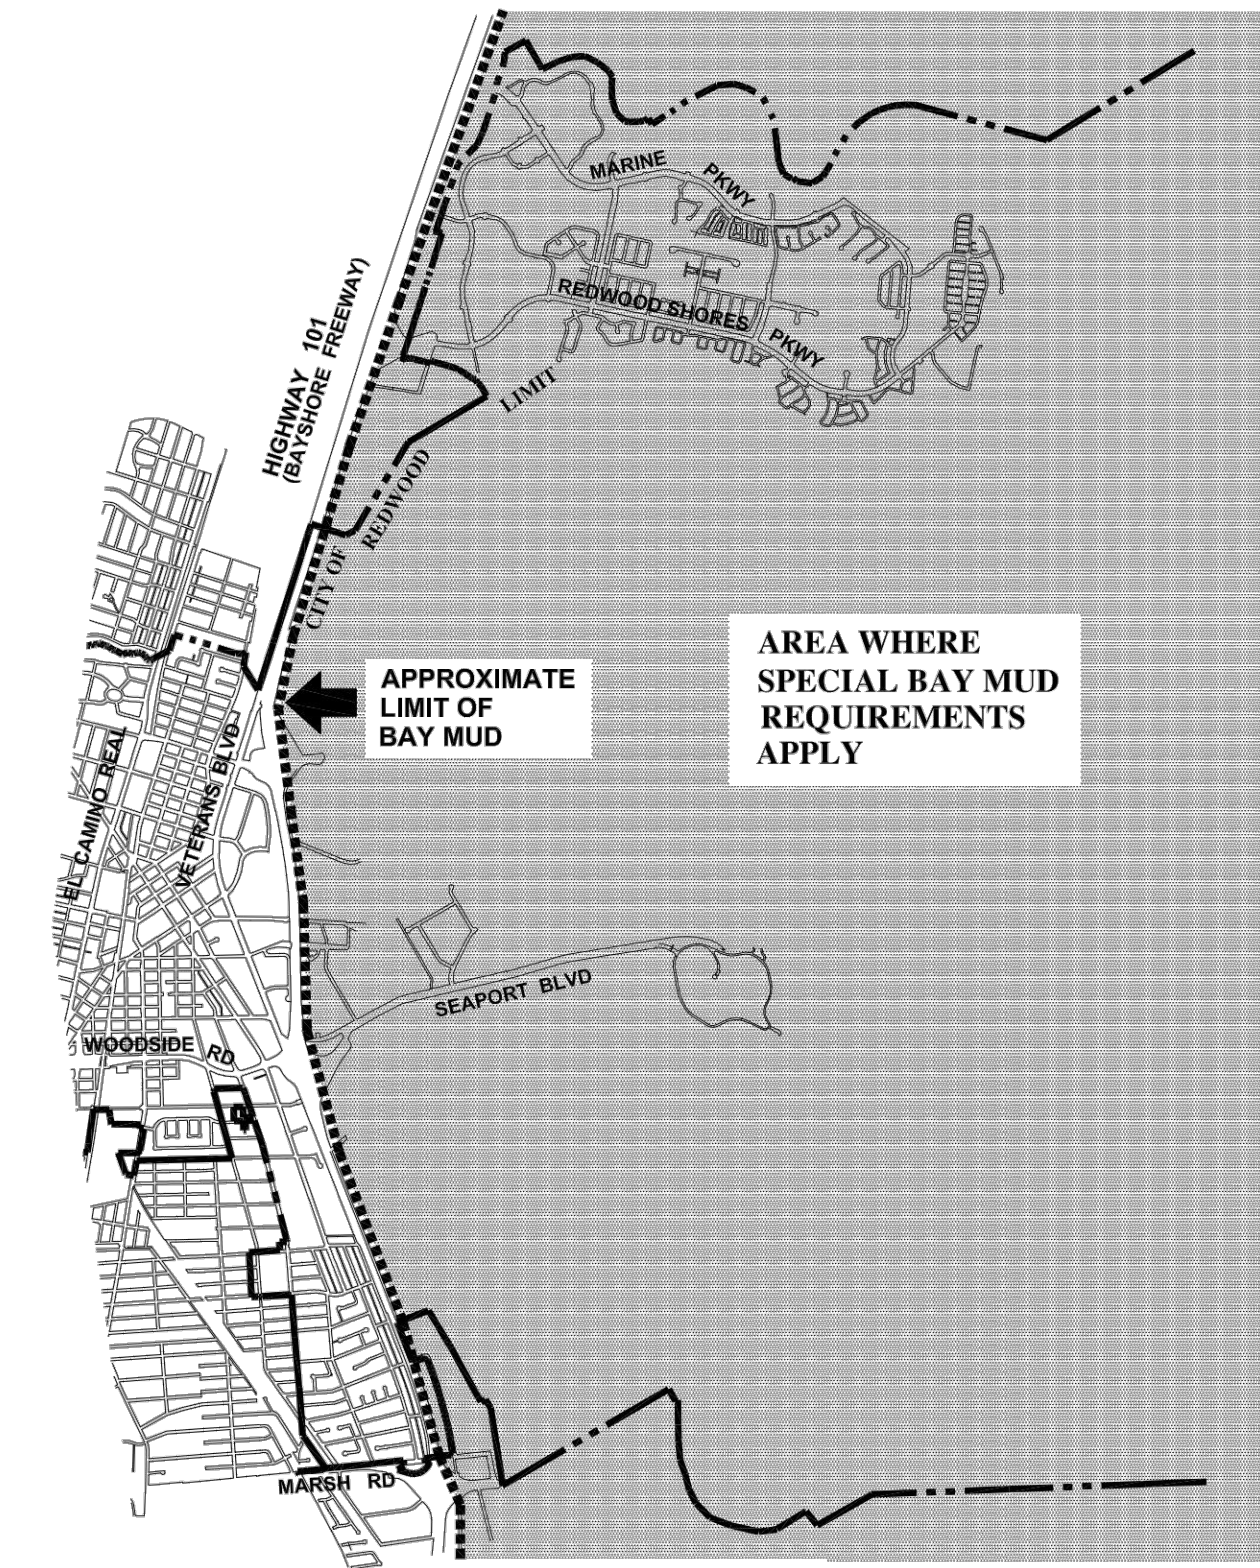 MARINE PKWY
REDWOOD SHORES PKWY
HIGHWAY 101
(BAYSHORE FREEWAY)
CITY OF REDWOOD LIMIT
AREA WHERE
SPECIAL BAY MUD
REQUIREMENTS
APPLY
APPROXIMATE
LIMIT OF
BAY MUD
EL CAMINO REAL
VETERANS BLVD
SEAPORT BLVD
WOODSIDE RD
MARSH RD